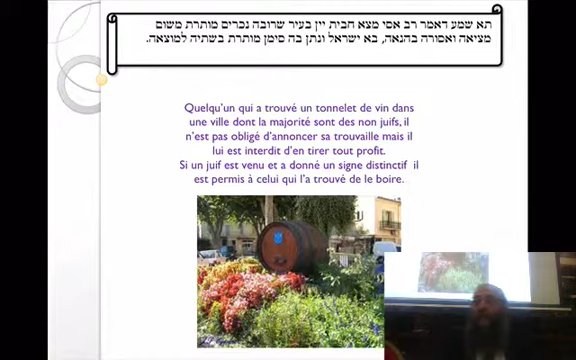 תא שמע דאמר רב אסי מצא חבית יין בעיר שרובה נכרים מותרת משום
מציאה ואסורה בהנאה, בא ישראל ונתן בה סימן מותרת בשתיה למוצאה.
Quelqu'un qui a trouvé un tonnelet de vin dans
une ville dont la majorité sont des non juifs, il
n'est pas obligé d'annoncer sa trouvaille mais il
lui est interdit d'en tirer tout profit.
Si un juif est venu et a donné un signe distinctif il
est permis à celui qui l'a trouvé de le boire.